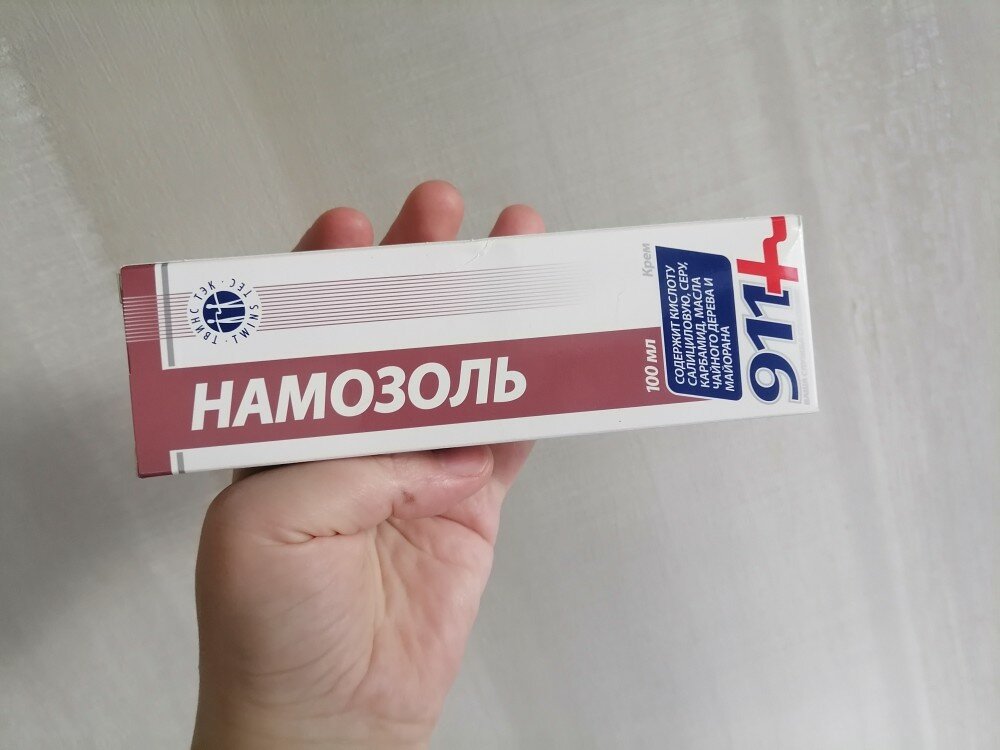 ТВИНС ТЭК · TWINS TEC ·
НАМОЗОЛЬ
100 мл
Крем
СОДЕРЖИТ КИСЛОТУ
САЛИЦИЛОВУЮ, СЕРУ,
КАРБАМИД, МАСЛА
ЧАЙНОГО ДЕРЕВА И
МАЙОРАНА
911+